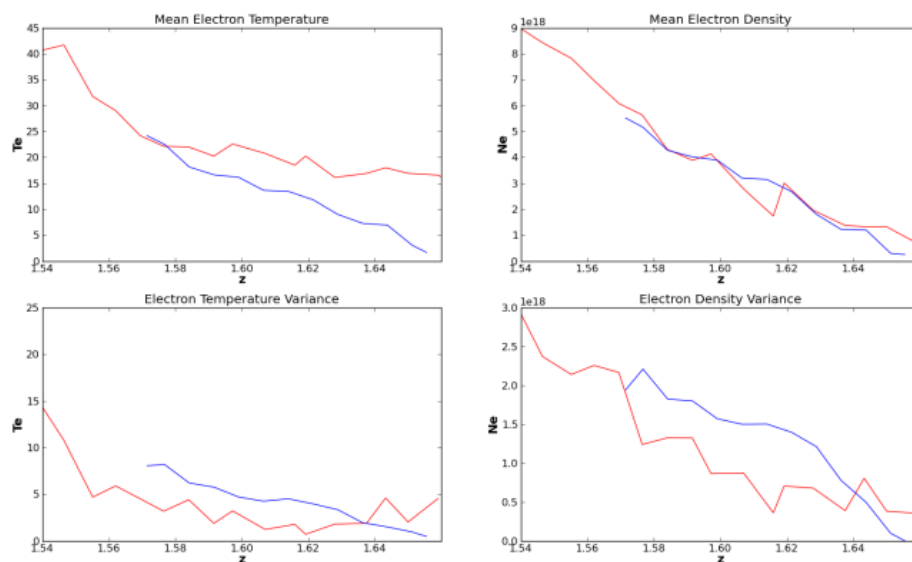 Mean Electron Temperature
45
40
35
30
25
20
15
10
5
0
Te
1.54 1.56 1.58 1.60 1.62 1.64
z
Mean Electron Density
1e18
9
8
7
6
5
4
3
2
1
0
Ne
1.54 1.56 1.58 1.60 1.62 1.64
z
Electron Temperature Variance
25
20
15
10
5
0
Te
1.54 1.56 1.58 1.60 1.62 1.64
z
Electron Density Variance
1e18
3.0
2.5
2.0
1.5
1.0
0.5
0.0
Ne
1.54 1.56 1.58 1.60 1.62 1.64
z